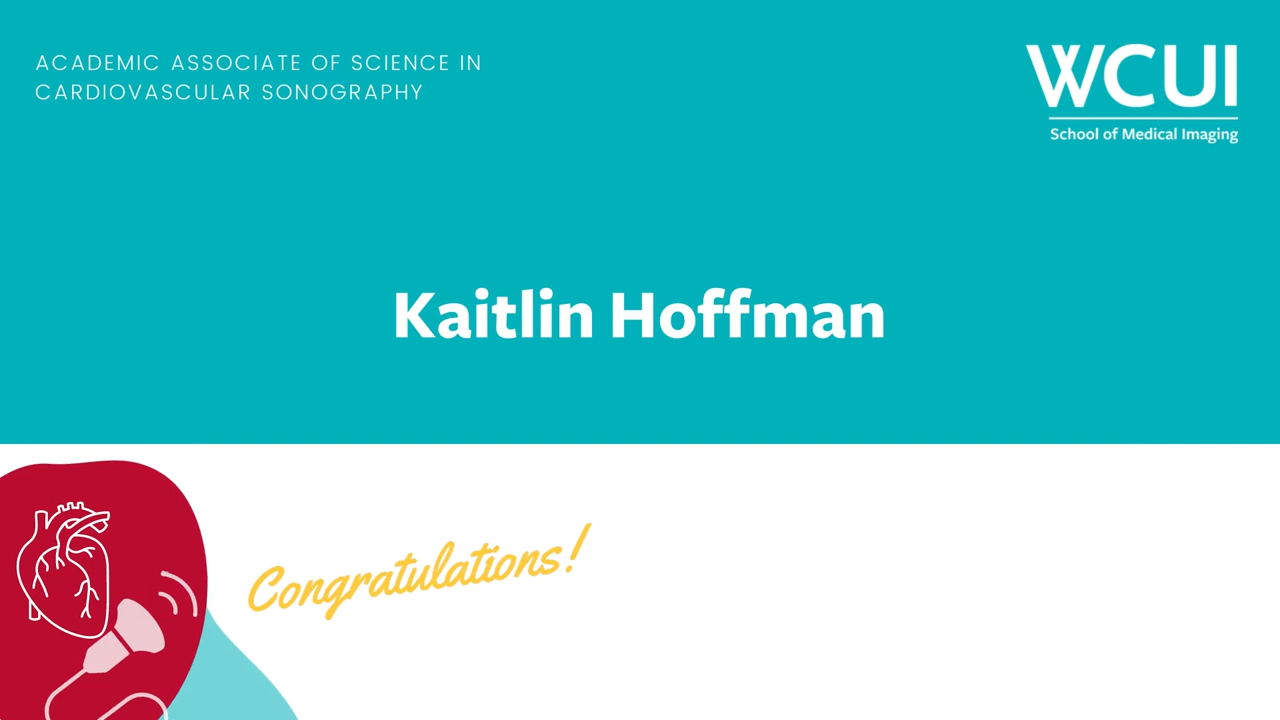 ACADEMIC ASSOCIATE OF SCIENCE IN
CARDIOVASCULAR SONOGRAPHY
WCUI
School of Medical Imaging
Kaitlin Hoffman
Congratulations!